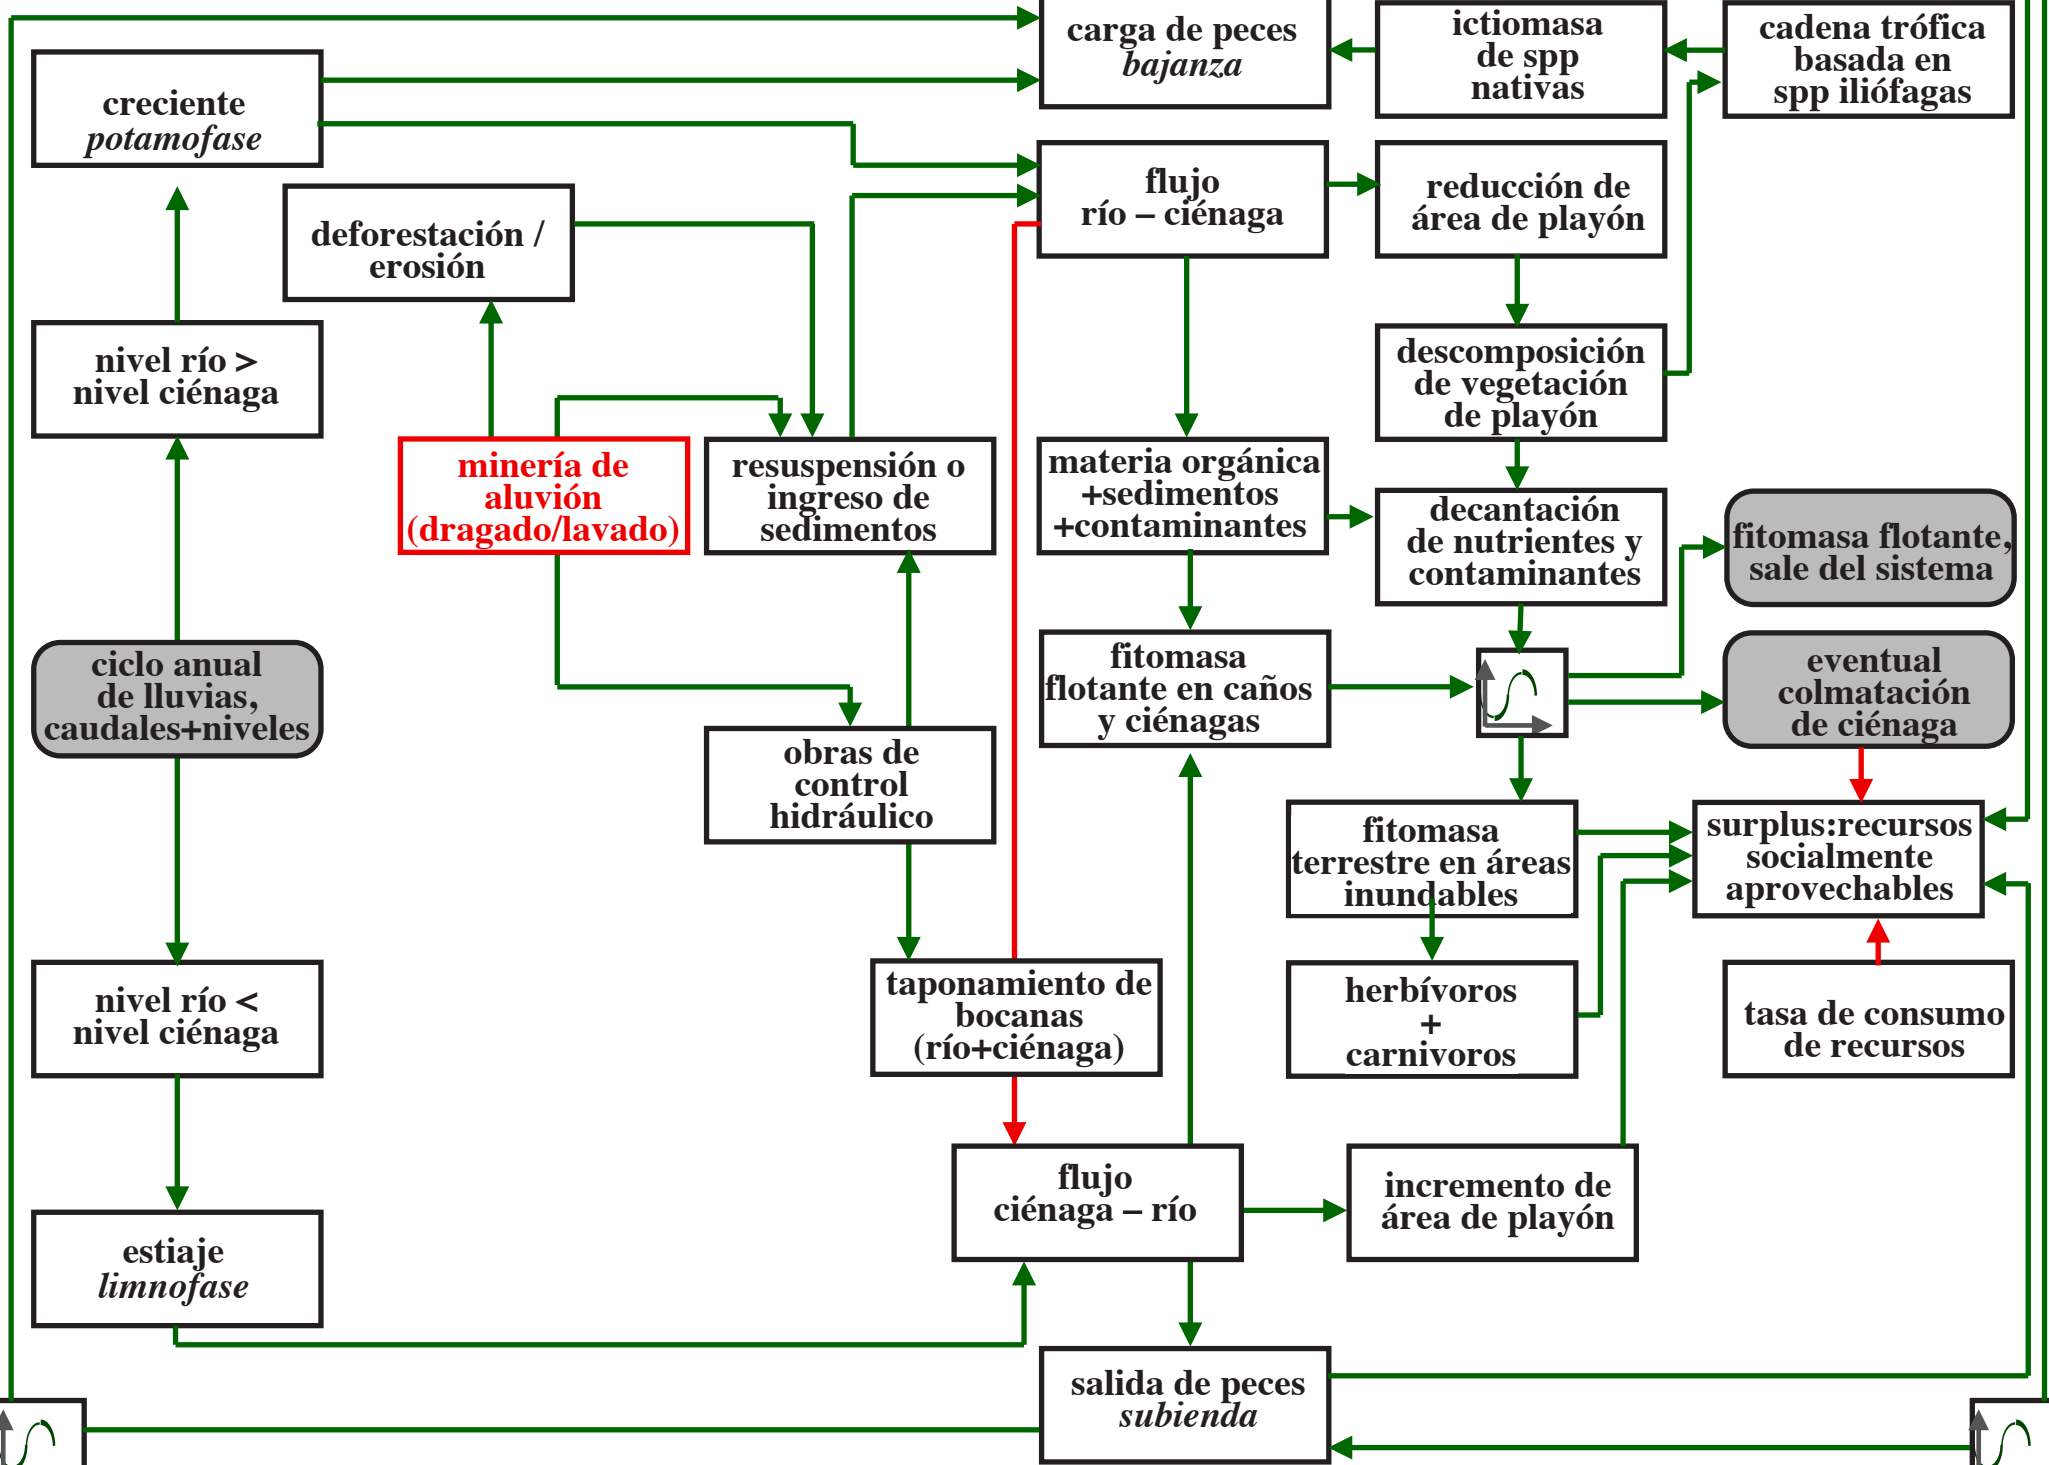 carga de peces
bajanza
ictiomasa
de spp
nativas
cadena trófica
basada en
spp iliófagas
creciente
potamofase
flujo
río – ciénaga
reducción de
área de playón
deforestación /
erosión
nivel río >
nivel ciénaga
descomposición
de vegetación
de playón
minería de
aluvión
(dragado/lavado)
resuspensión o
ingreso de
sedimentos
materia orgánica
+sedimentos
+contaminantes
decantación
de nutrientes y
contaminantes
fitomasa flotante,
sale del sistema
ciclo anual
de lluvias,
caudales+niveles
fitomasa
flotante en caños
y ciénagas
eventual
colmatación
de ciénaga
obras de
control
hidráulico
fitomasa
terrestre en áreas
inundables
surplus:recursos
socialmente
aprovechables
nivel río <
nivel ciénaga
taponamiento de
bocanas
(río+ciénaga)
herbívoros
+
carnivoros
tasa de consumo
de recursos
flujo
ciénaga – río
incremento de
área de playón
estiaje
limnofase
salida de peces
subienda